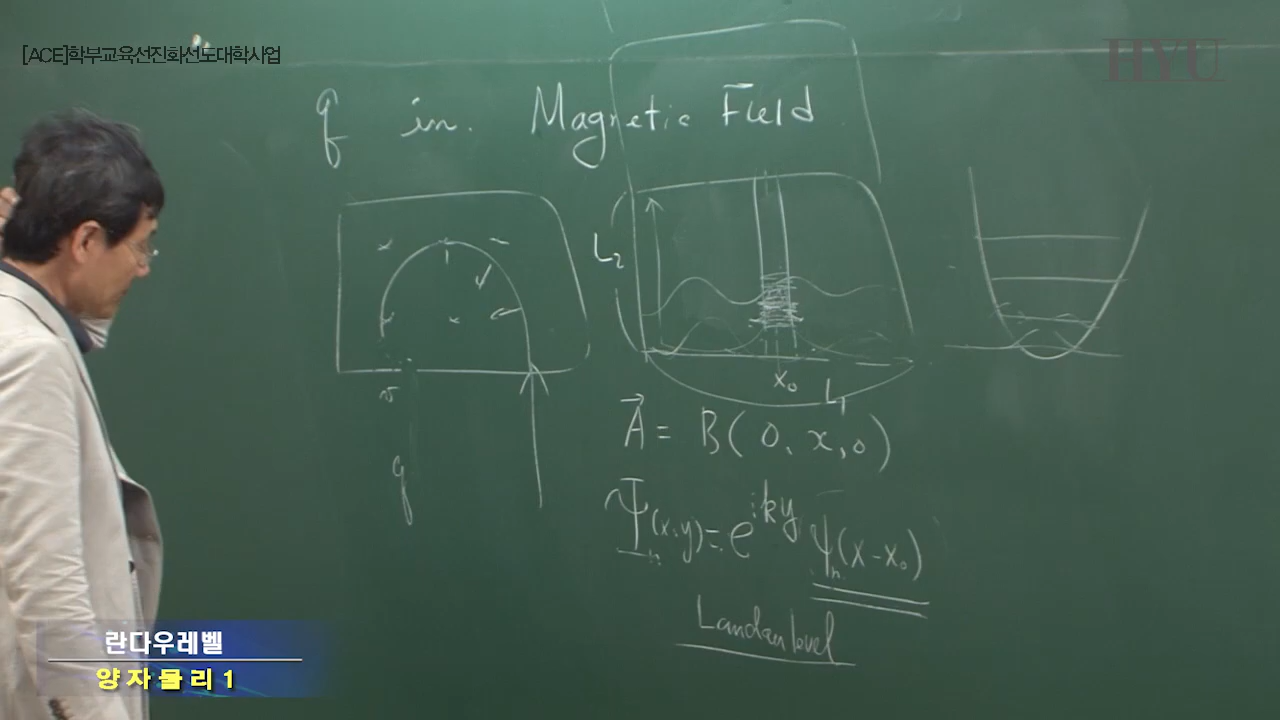 [ACE]학부교육선진화선도대학사업
HYU
q in. Magnetic Field
L₂
x₀
L₁
v
q
A⃗ = B(0, x, 0)
Ψₙ(x,y) = e^{iky} ψₙ(x-x₀)
Landau level
란다우레벨
양자물리1